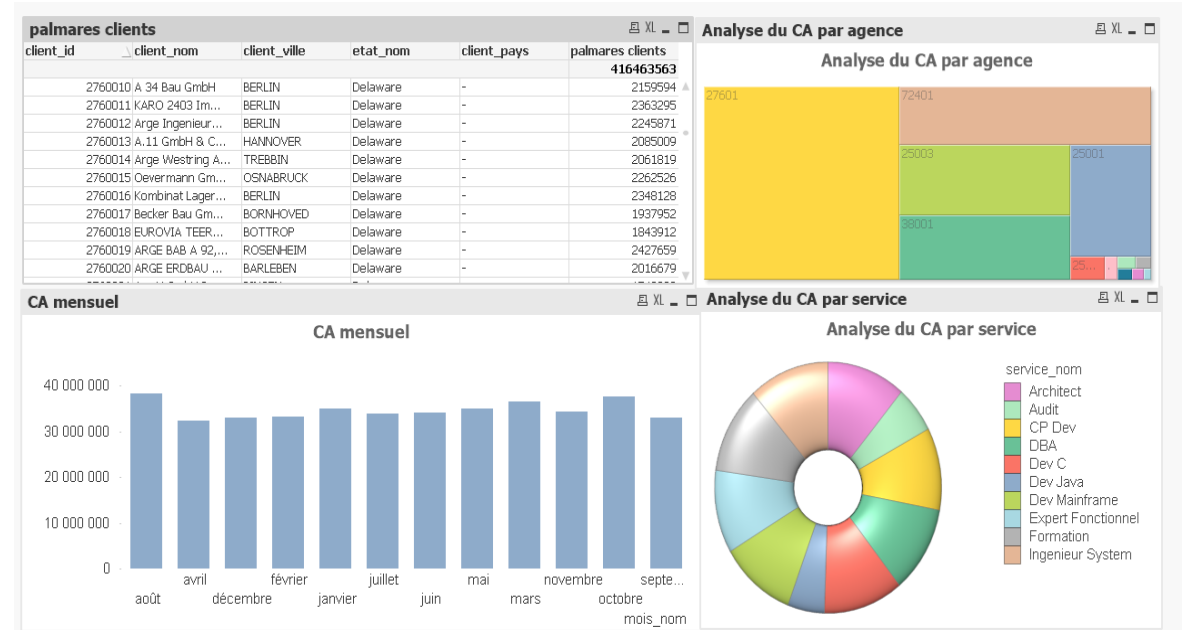 palmares clients XL
client_id client_nom client_ville etat_nom client_pays palmares clients
416463563
2760010 A 34 Bau GmbH BERLIN Delaware - 2159594
2760011 KARO 2403 Im... BERLIN Delaware - 2363295
2760012 Arge Ingenieur... BERLIN Delaware - 2245871
2760013 A.11 GmbH & C... HANNOVER Delaware - 2085009
2760014 Arge Westring A... TREBBIN Delaware - 2061819
2760015 Oevermann Gm... OSNABRUCK Delaware - 2262526
2760016 Kombinat Lager... BERLIN Delaware - 2348128
2760017 Becker Bau Gm... BORNHOVED Delaware - 1937952
2760018 EUROVIA TEER... BOTTROP Delaware - 1843912
2760019 ARGE BAB A 92,... ROSENHEIM Delaware - 2427659
2760020 ARGE ERDBAU ... BARLEBEN Delaware - 2016679
Analyse du CA par agence XL
Analyse du CA par agence
27601
72401
25003
25001
38001
25...
CA mensuel XL
CA mensuel
40 000 000
30 000 000
20 000 000
10 000 000
0
avril février juillet mai novembre septe...
août décembre janvier juin mars octobre
mois_nom
Analyse du CA par service XL
Analyse du CA par service
service_nom
Architect
Audit
CP Dev
DBA
Dev C
Dev Java
Dev Mainframe
Expert Fonctionnel
Formation
Ingenieur System